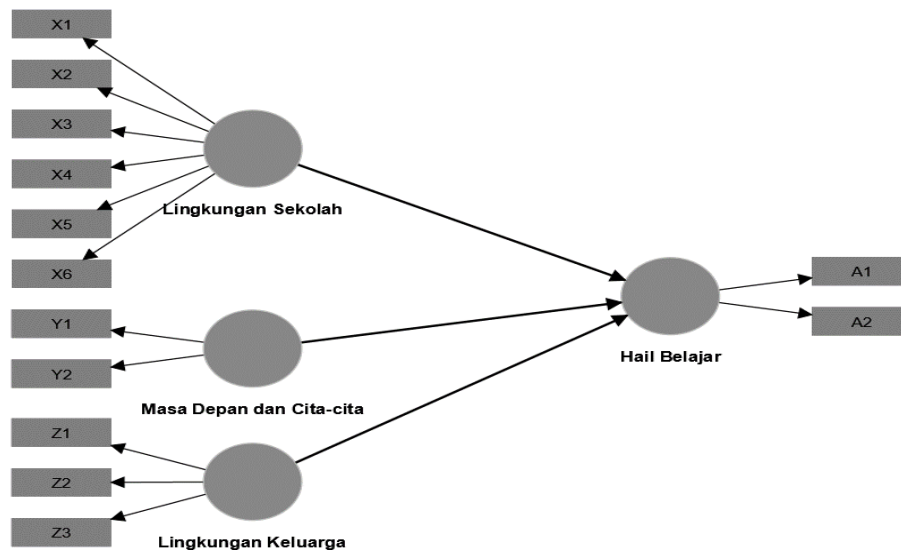 X1
X2
X3
X4
X5
X6
Lingkungan Sekolah
Y1
Y2
Masa Depan dan Cita-cita
Z1
Z2
Z3
Lingkungan Keluarga
Hail Belajar
A1
A2